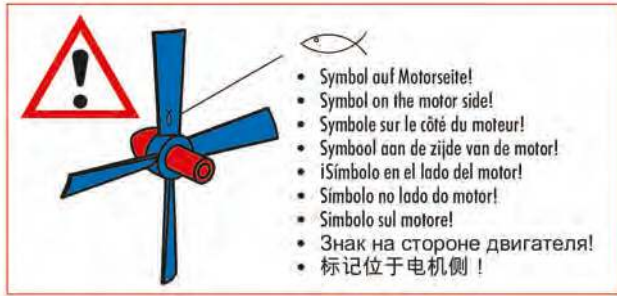 • Symbol auf Motorseite!
• Symbol on the motor side!
• Symbole sur le côté du moteur!
• Symbool aan de zijde van de motor!
• ¡Símbolo en el lado del motor!
• Símbolo no lado do motor!
• Simbolo sul motore!
• Знак на стороне двигателя!
• 标记位于电机侧！